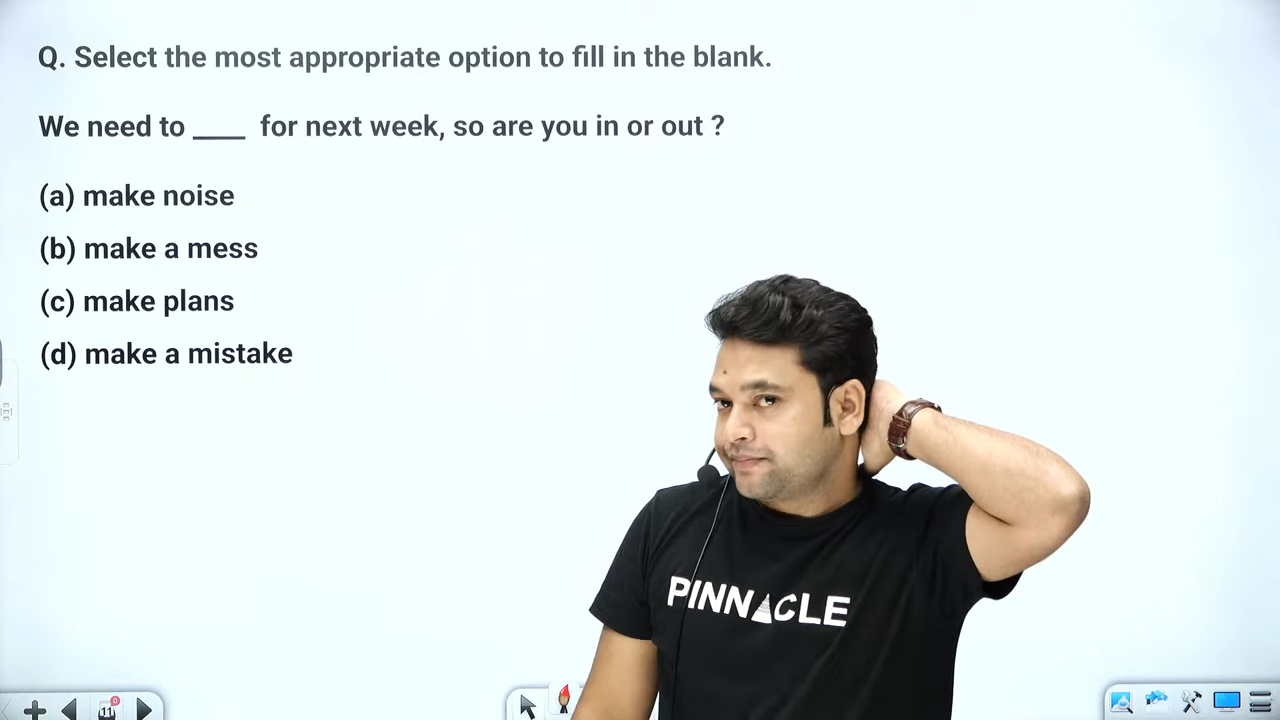 Q. Select the most appropriate option to fill in the blank.
We need to ____ for next week, so are you in or out ?
(a) make noise
(b) make a mess
(c) make plans
(d) make a mistake
PINNACLE
11